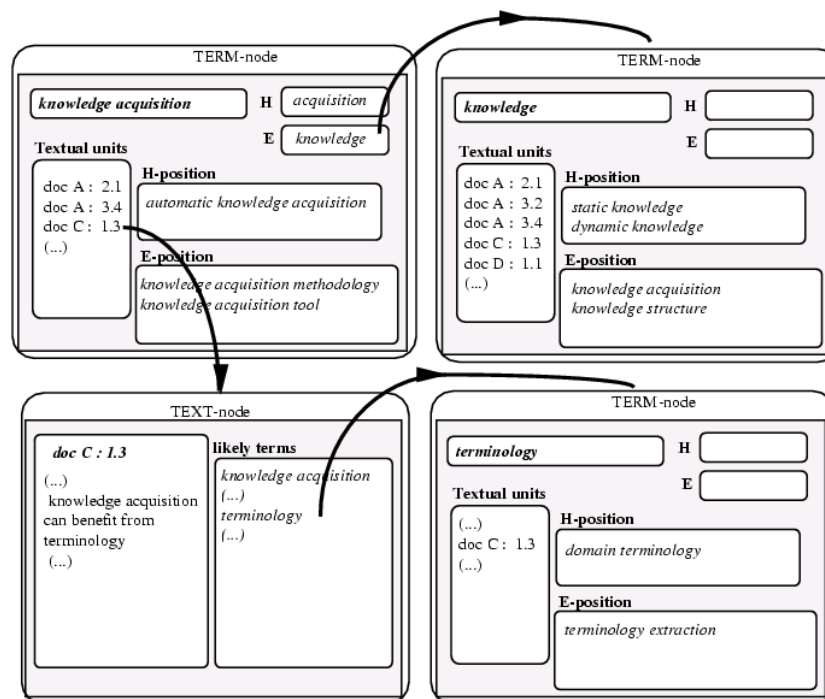 TERM-node
knowledge acquisition
H
acquisition
E
knowledge
Textual units
doc A : 2.1
doc A : 3.4
doc C : 1.3
(...)
H-position
automatic knowledge acquisition
E-position
knowledge acquisition methodology
knowledge acquisition tool
TERM-node
knowledge
H
E
Textual units
doc A : 2.1
doc A : 3.2
doc A : 3.4
doc C : 1.3
doc D : 1.1
(...)
H-position
static knowledge
dynamic knowledge
E-position
knowledge acquisition
knowledge structure
TEXT-node
doc C : 1.3
(...)
knowledge acquisition
can benefit from
terminology
(...)
likely terms
knowledge acquisition
(...)
terminology
(...)
TERM-node
terminology
H
E
Textual units
(...)
doc C : 1.3
(...)
H-position
domain terminology
E-position
terminology extraction